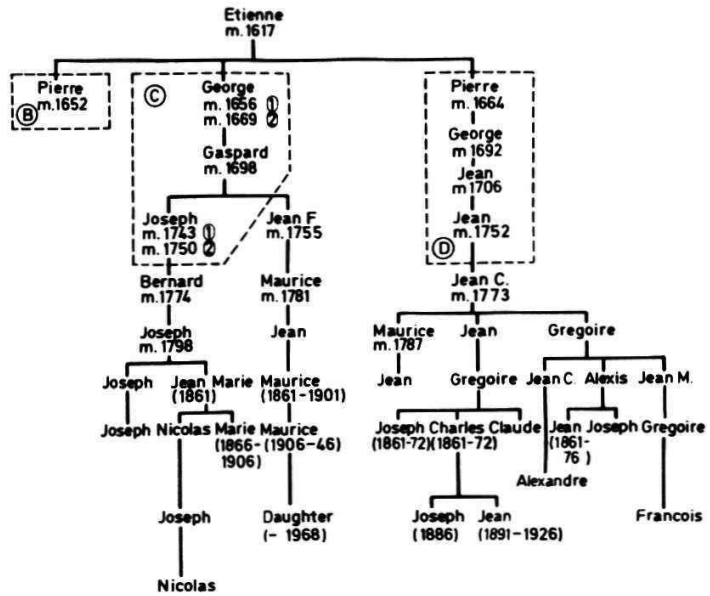 Etienne
m.1617
Pierre
m.1652
B
C
George
m.1656 1
m.1669 2
Gaspard
m.1698
Pierre
m.1664
George
m 1692
Jean
m 1706
Jean
m.1752
D
Joseph
m.1743 1
m.1750 2
Jean F
m.1755
Bernard
m.1774
Maurice
m.1781
Jean C.
m.1773
Joseph
m.1798
Jean
Maurice
m.1787
Jean
Gregoire
Joseph
Jean
(1861)
Marie
Maurice
(1861-1901)
Jean
Gregoire
Jean C.
Alexis
Jean M.
Joseph
Nicolas
Marie
(1866-
1906)
Maurice
(1906-46)
Joseph
(1861-72)
Charles
(1861-72)
Claude
Jean
(1861-
76)
Joseph
Gregoire
Alexandre
Joseph
Daughter
(- 1968)
Joseph
(1886)
Jean
(1891-1926)
Francois
Nicolas